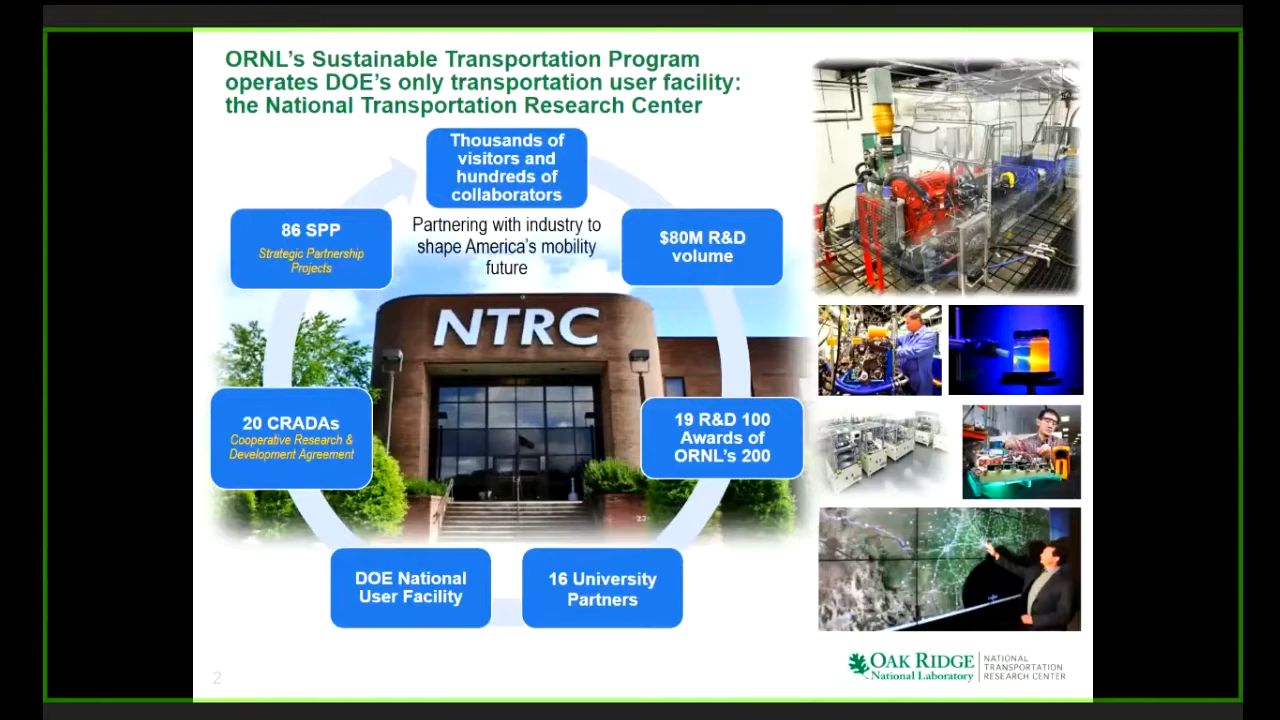 ORNL's Sustainable Transportation Program
operates DOE's only transportation user facility:
the National Transportation Research Center
Thousands of
visitors and
hundreds of
collaborators
86 SPP
Strategic Partnership
Projects
Partnering with industry to
shape America's mobility
future
$80M R&D
volume
NTRC
20 CRADAs
Cooperative Research &
Development Agreement
19 R&D 100
Awards of
ORNL's 200
DOE National
User Facility
16 University
Partners
2
OAK RIDGE
National Laboratory
NATIONAL
TRANSPORTATION
RESEARCH CENTER